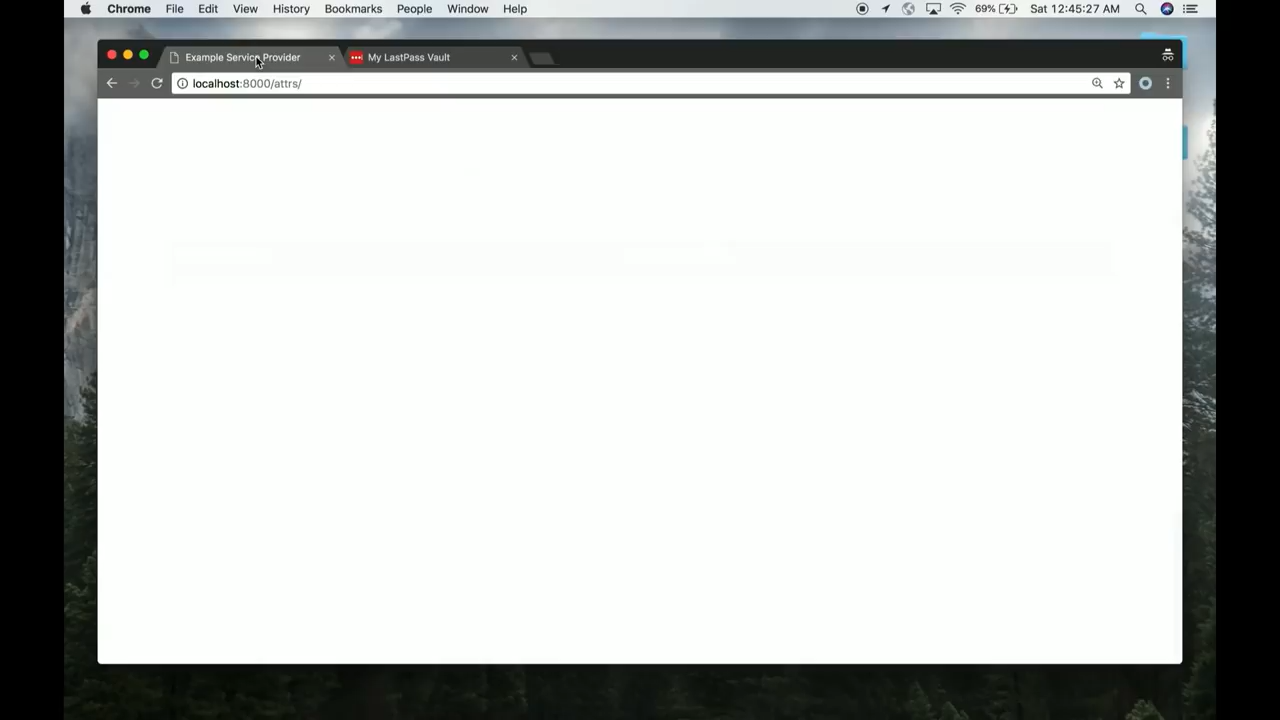 Chrome File Edit View History Bookmarks People Window Help 69% Sat 12:45:27 AM
Example Service Provider My LastPass Vault
localhost:8000/attrs/